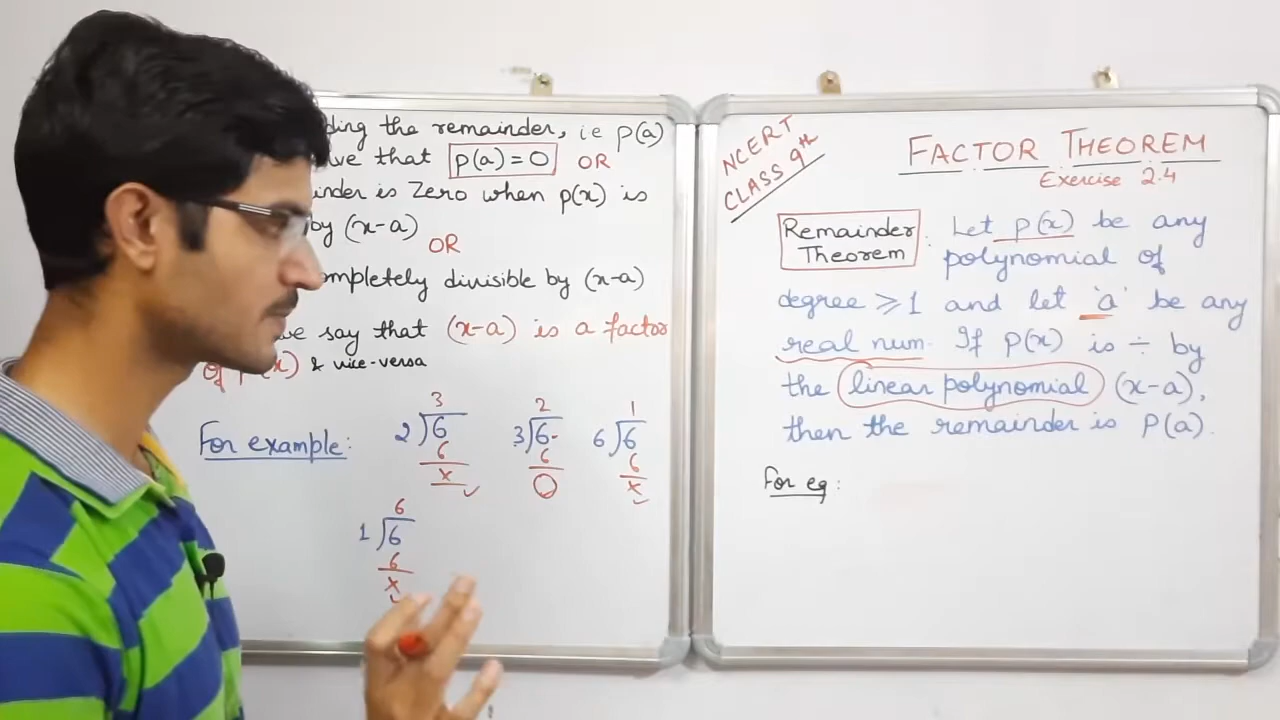 ding the remainder, ie p(a)
ve that p(a) = 0 OR
inder is Zero when p(x) is
by (x-a) OR
mpletely divisible by (x-a)
we say that (x-a) is a factor
of p(x) & vice-versa
For example:
3
2)6
6
x
2
3)6
6
0
1
6)6
6
x
6
1)6
6
x
NCERT
CLASS 9th
FACTOR THEOREM
Exercise 2.4
Remainder Theorem : Let p(x) be any
polynomial of
degree ⩾ 1 and let 'a' be any
real num. If p(x) is ÷ by
the linear polynomial (x-a),
then the remainder is P(a).
For eg :